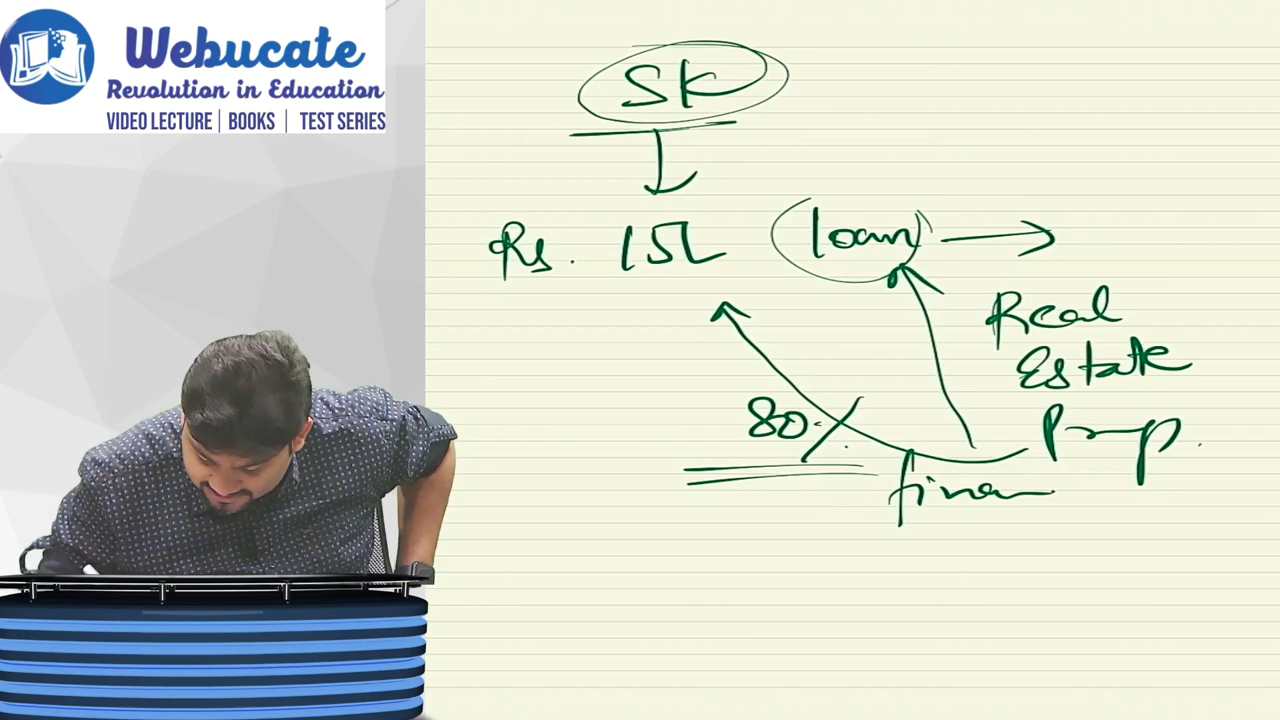 Webucate
Revolution in Education
VIDEO LECTURE | BOOKS | TEST SERIES
SK
Rs. 15L (loan)
Real
Estate
80% Prop.
finan